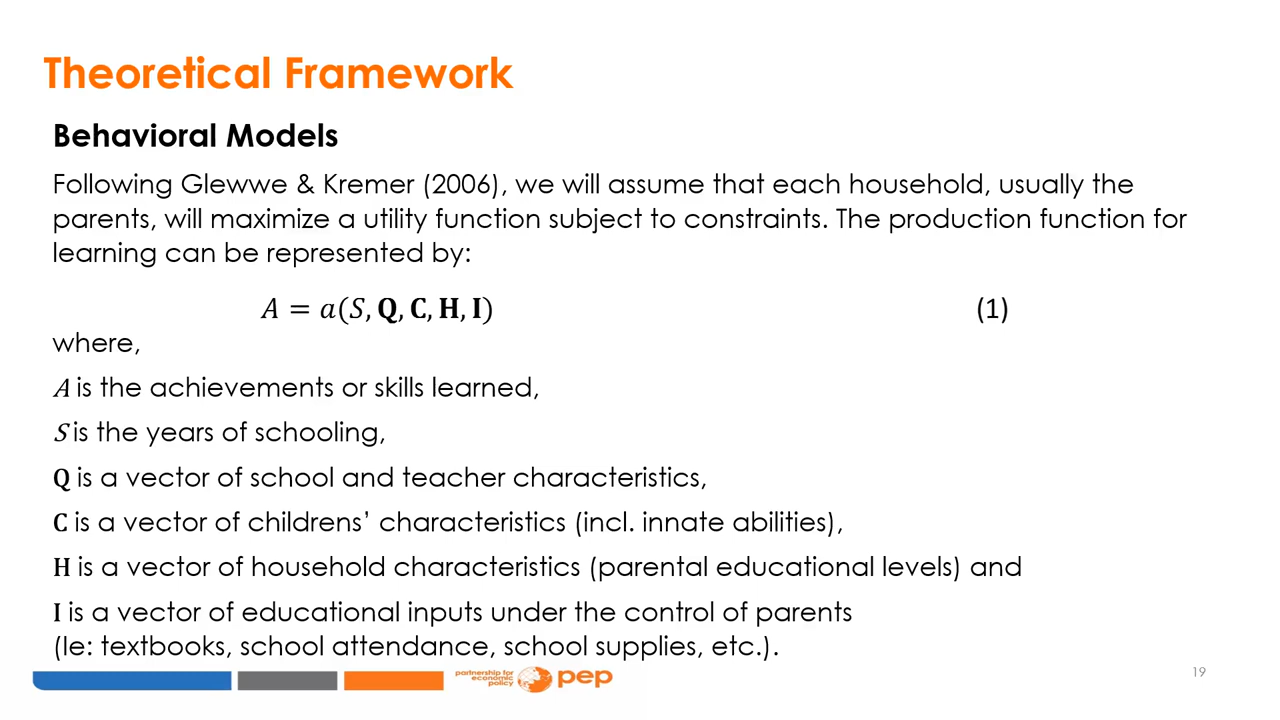 Theoretical Framework
Behavioral Models
Following Glewwe & Kremer (2006), we will assume that each household, usually the
parents, will maximize a utility function subject to constraints. The production function for
learning can be represented by:
A = a(S, Q, C, H, I) (1)
where,
A is the achievements or skills learned,
S is the years of schooling,
Q is a vector of school and teacher characteristics,
C is a vector of childrens’ characteristics (incl. innate abilities),
H is a vector of household characteristics (parental educational levels) and
I is a vector of educational inputs under the control of parents
(Ie: textbooks, school attendance, school supplies, etc.).
partnership for
economic
policy
pep
19